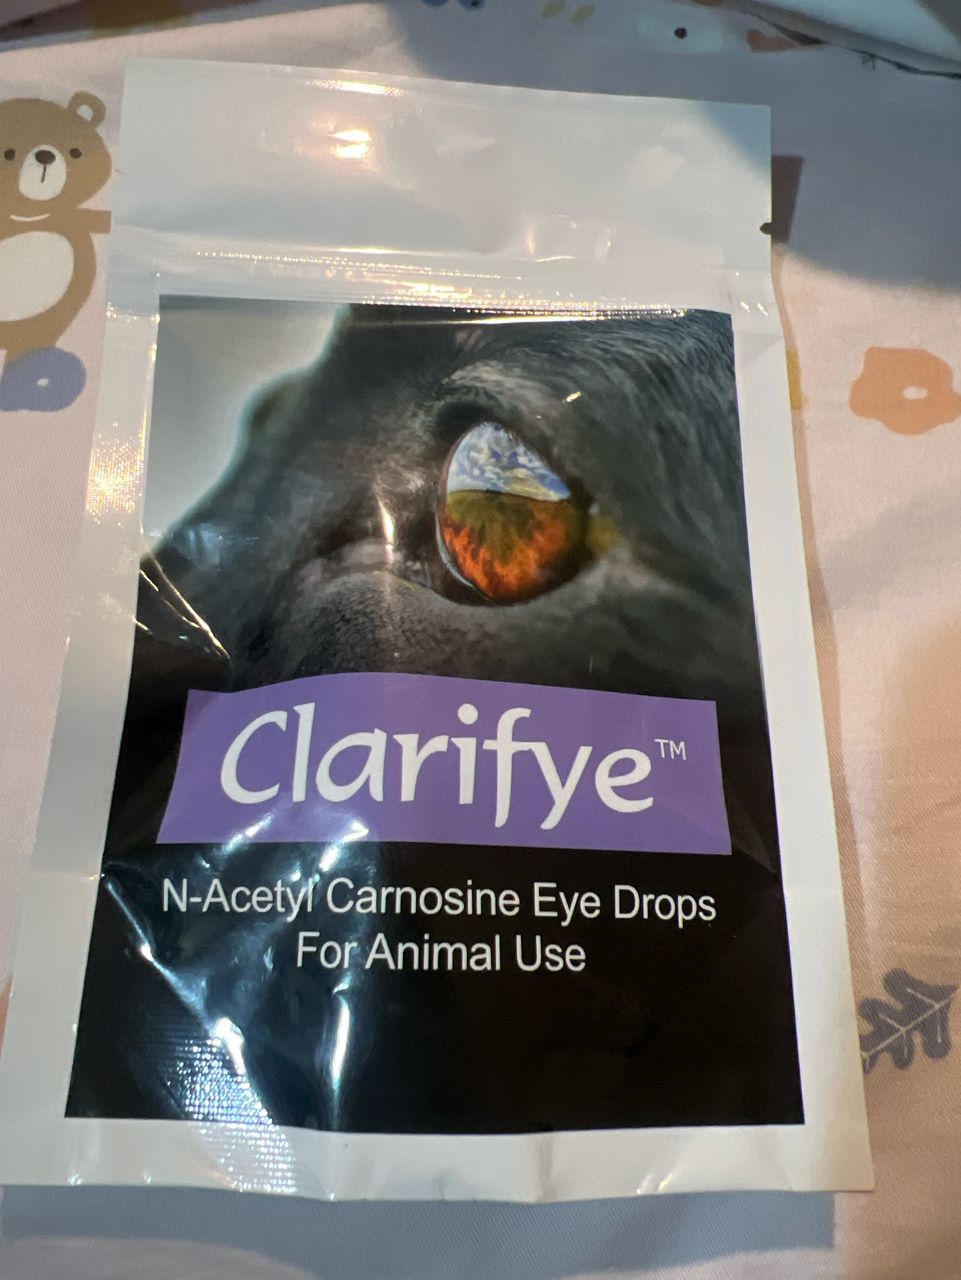 Clarifye™
N-Acetyl Carnosine Eye Drops
For Animal Use